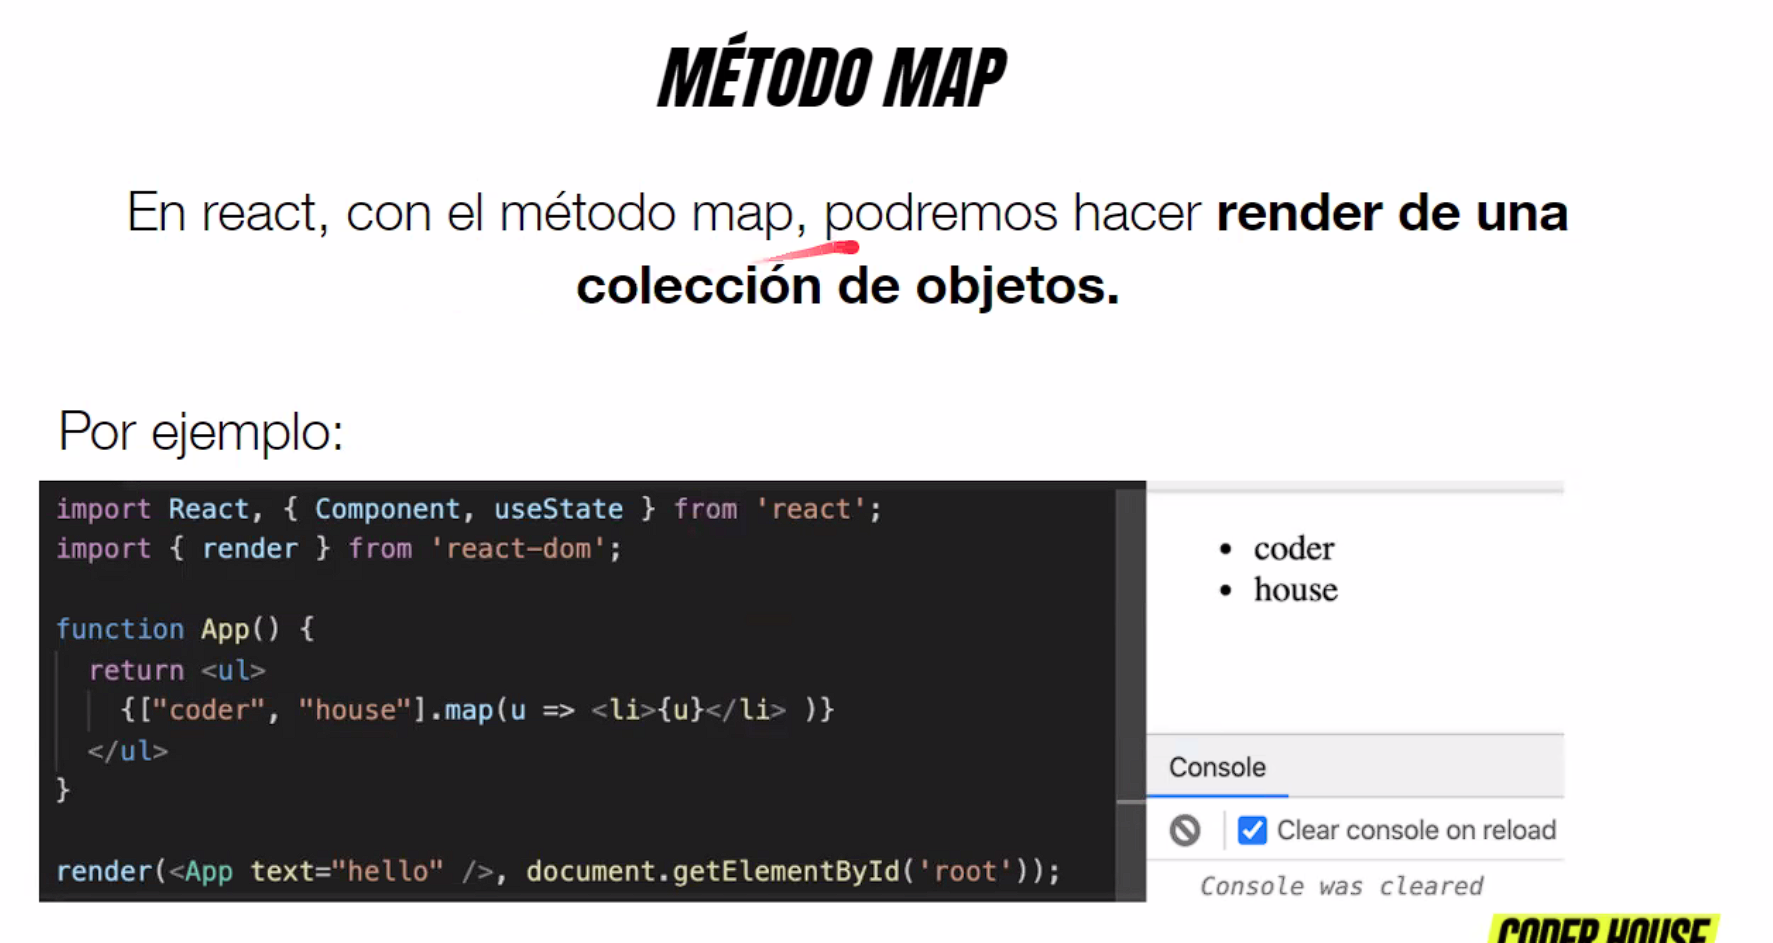 MÉTODO MAP
En react, con el método map, podremos hacer render de una
colección de objetos.
Por ejemplo:
import React, { Component, useState } from 'react';
import { render } from 'react-dom';
function App() {
return <ul>
{["coder", "house"].map(u => <li>{u}</li> )}
</ul>
}
render(<App text="hello" />, document.getElementById('root'));
• coder
• house
Console
Clear console on reload
Console was cleared
CODER HOUSE